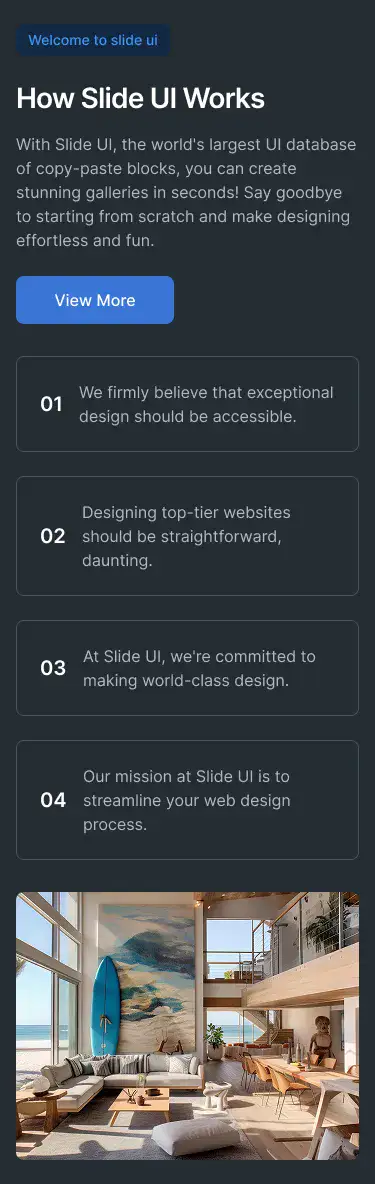 Welcome to slide ui
How Slide UI Works
With Slide UI, the world's largest UI database
of copy-paste blocks, you can create
stunning galleries in seconds! Say goodbye
to starting from scratch and make designing
effortless and fun.
View More
01
We firmly believe that exceptional
design should be accessible.
02
Designing top-tier websites
should be straightforward,
daunting.
03
At Slide UI, we're committed to
making world-class design.
04
Our mission at Slide UI is to
streamline your web design
process.